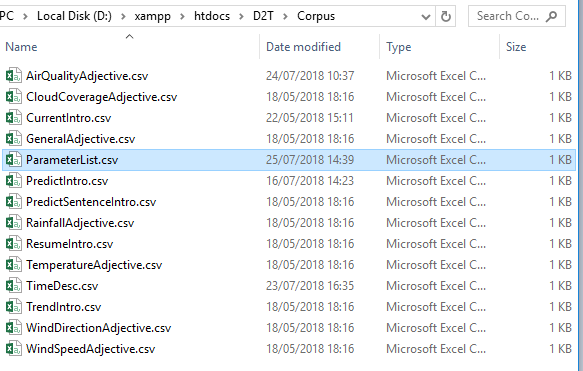 PC > Local Disk (D:) > xampp > htdocs > D2T > Corpus Search Co...
Name Date modified Type Size
AirQualityAdjective.csv 24/07/2018 10:37 Microsoft Excel C... 1 KB
CloudCoverageAdjective.csv 18/05/2018 18:16 Microsoft Excel C... 1 KB
CurrentIntro.csv 22/05/2018 15:11 Microsoft Excel C... 1 KB
GeneralAdjective.csv 18/05/2018 18:16 Microsoft Excel C... 1 KB
ParameterList.csv 25/07/2018 14:39 Microsoft Excel C... 1 KB
PredictIntro.csv 16/07/2018 14:23 Microsoft Excel C... 1 KB
PredictSentenceIntro.csv 18/05/2018 18:16 Microsoft Excel C... 1 KB
RainfallAdjective.csv 18/05/2018 18:16 Microsoft Excel C... 1 KB
ResumeIntro.csv 18/05/2018 18:16 Microsoft Excel C... 1 KB
TemperatureAdjective.csv 18/05/2018 18:16 Microsoft Excel C... 1 KB
TimeDesc.csv 23/07/2018 16:35 Microsoft Excel C... 1 KB
TrendIntro.csv 18/05/2018 18:16 Microsoft Excel C... 1 KB
WindDirectionAdjective.csv 18/05/2018 18:16 Microsoft Excel C... 1 KB
WindSpeedAdjective.csv 18/05/2018 18:16 Microsoft Excel C... 1 KB